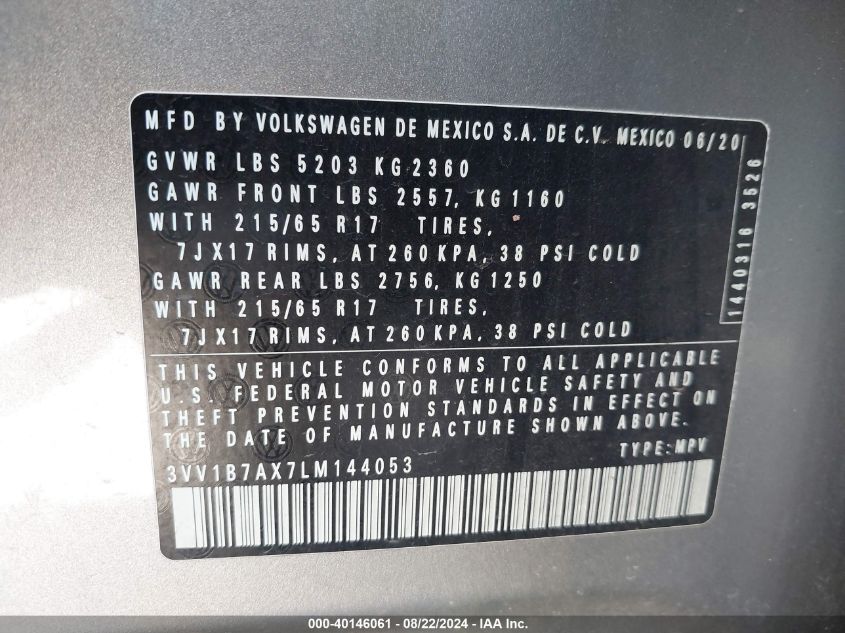 MFD BY VOLKSWAGEN DE MEXICO S.A. DE C.V. MEXICO 06/20
GVWR LBS 5203 KG 2360
GAWR FRONT LBS 2557, KG 1160
WITH 215/65 R17 TIRES,
7JX17 RIMS, AT 260 KPA, 38 PSI COLD
GAWR REAR LBS 2756, KG 1250
WITH 215/65 R17 TIRES,
7JX17 RIMS, AT 260 KPA, 38 PSI COLD
1440316 3526
THIS VEHICLE CONFORMS TO ALL APPLICABLE
U.S. FEDERAL MOTOR VEHICLE SAFETY AND
THEFT PREVENTION STANDARDS IN EFFECT ON
THE DATE OF MANUFACTURE SHOWN ABOVE.
TYPE: MPV
3VV1B7AX7LM144053
000-40146061 - 08/22/2024 - IAAI.com